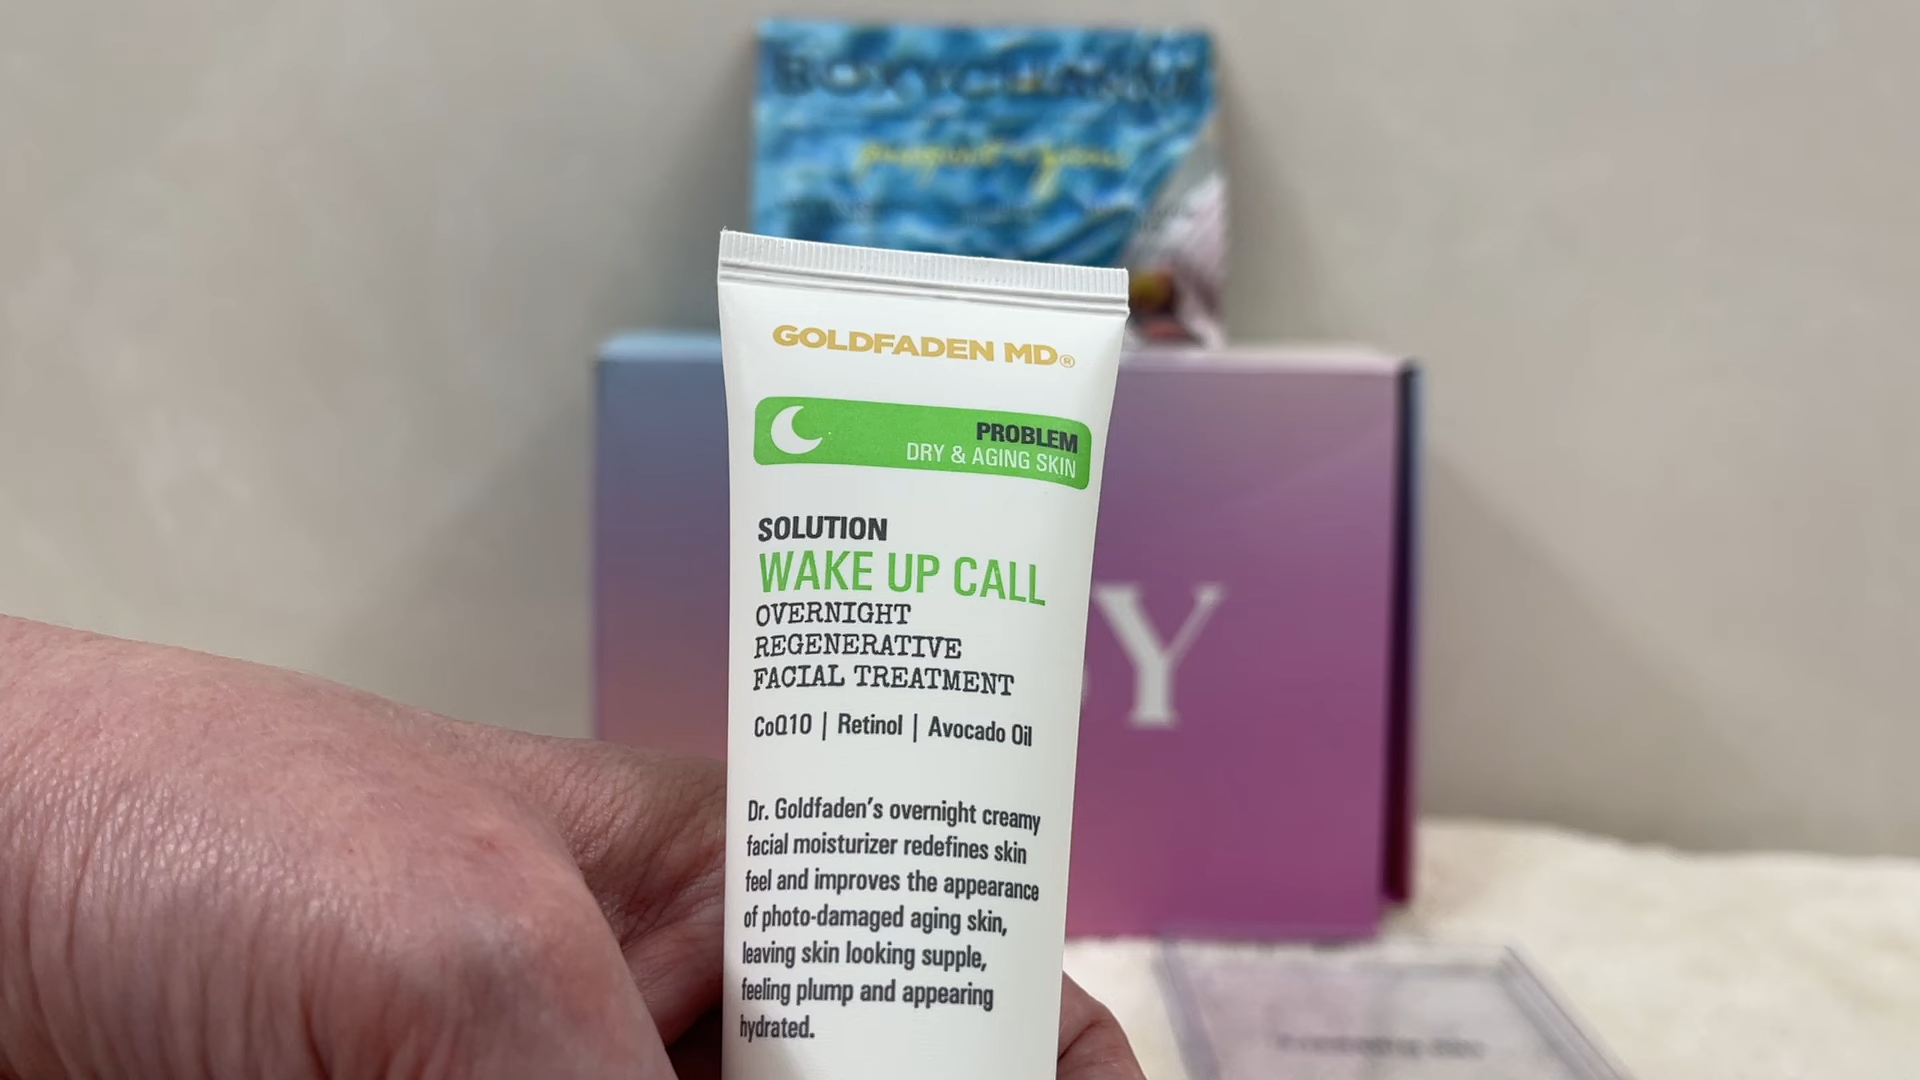 BOXYCHARM
GOLDFADEN MD®
PROBLEM
DRY & AGING SKIN
SOLUTION
WAKE UP CALL
OVERNIGHT
REGENERATIVE
FACIAL TREATMENT
CoQ10 | Retinol | Avocado Oil
Dr. Goldfaden's overnight creamy
facial moisturizer redefines skin
feel and improves the appearance
of photo-damaged aging skin,
leaving skin looking supple,
feeling plump and appearing
hydrated.
Y